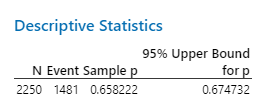 Descriptive Statistics
95% Upper Bound
N Event Sample p for p
2250 1481 0.658222 0.674732